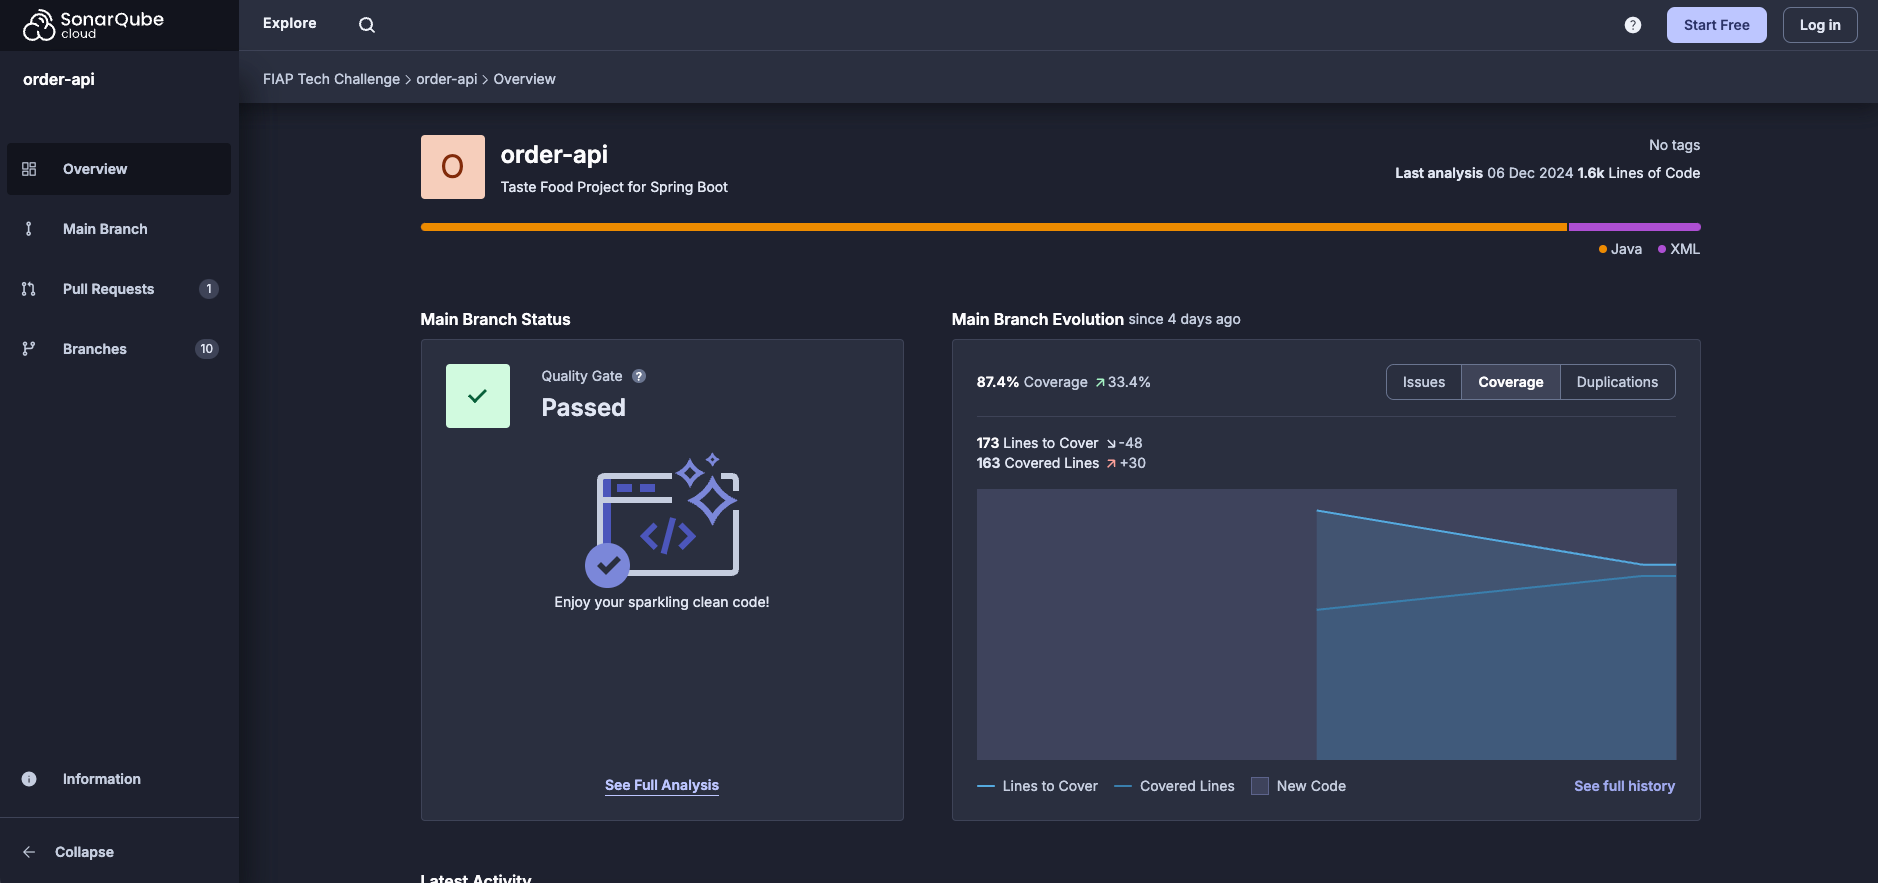 SonarQube
cloud
Explore
?
Start Free
Log in
order-api
FIAP Tech Challenge > order-api > Overview
Overview
Main Branch
Pull Requests 1
Branches 10
Information
Collapse
O
order-api
Taste Food Project for Spring Boot
No tags
Last analysis 06 Dec 2024 1.6k Lines of Code
Java XML
Main Branch Status
Quality Gate ?
Passed
</>
Enjoy your sparkling clean code!
See Full Analysis
Main Branch Evolution since 4 days ago
87.4% Coverage 33.4%
Issues Coverage Duplications
173 Lines to Cover -48
163 Covered Lines +30
Lines to Cover Covered Lines New Code
See full history
Latest Activity